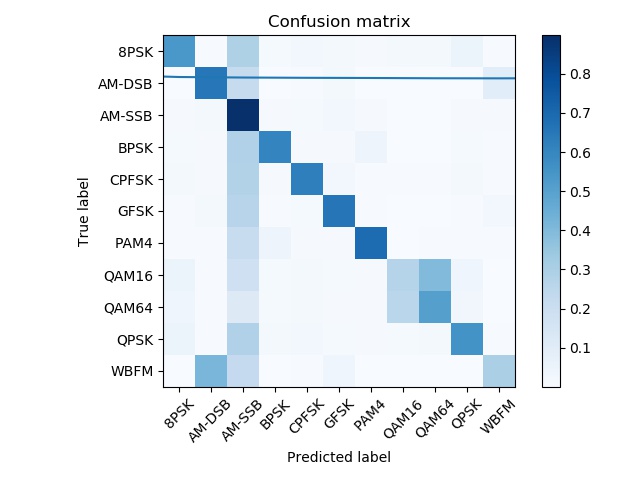 Confusion matrix
True label
8PSK
AM-DSB
AM-SSB
BPSK
CPFSK
GFSK
PAM4
QAM16
QAM64
QPSK
WBFM
8PSK
AM-DSB
AM-SSB
BPSK
CPFSK
GFSK
PAM4
QAM16
QAM64
QPSK
WBFM
Predicted label
0.8
0.7
0.6
0.5
0.4
0.3
0.2
0.1